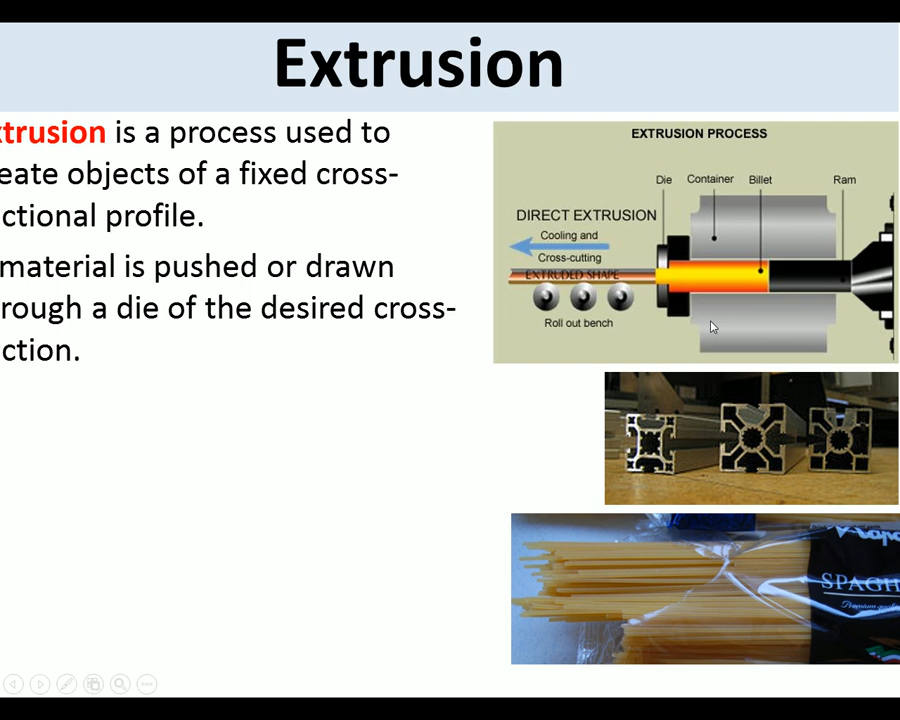 Extrusion
xtrusion is a process used to
eate objects of a fixed cross-
ctional profile.
material is pushed or drawn
rough a die of the desired cross-
ction.
EXTRUSION PROCESS
Die Container Billet Ram
DIRECT EXTRUSION
Cooling and
Cross-cutting
EXTRUDED SHAPE
Roll out bench
SPAGH